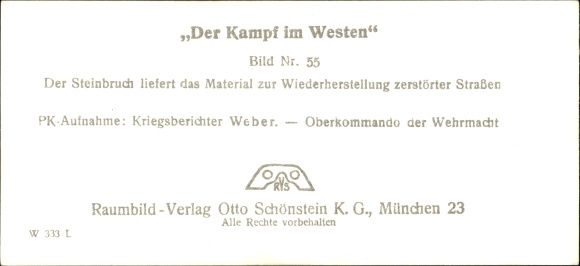 „Der Kampf im Westen“
Bild Nr. 55
Der Steinbruch liefert das Material zur Wiederherstellung zerstörter Straßen
PK-Aufnahme: Kriegsberichter Weber. — Oberkommando der Wehrmacht
RVS
Raumbild-Verlag Otto Schönstein K. G., München 23
Alle Rechte vorbehalten
W 333 L